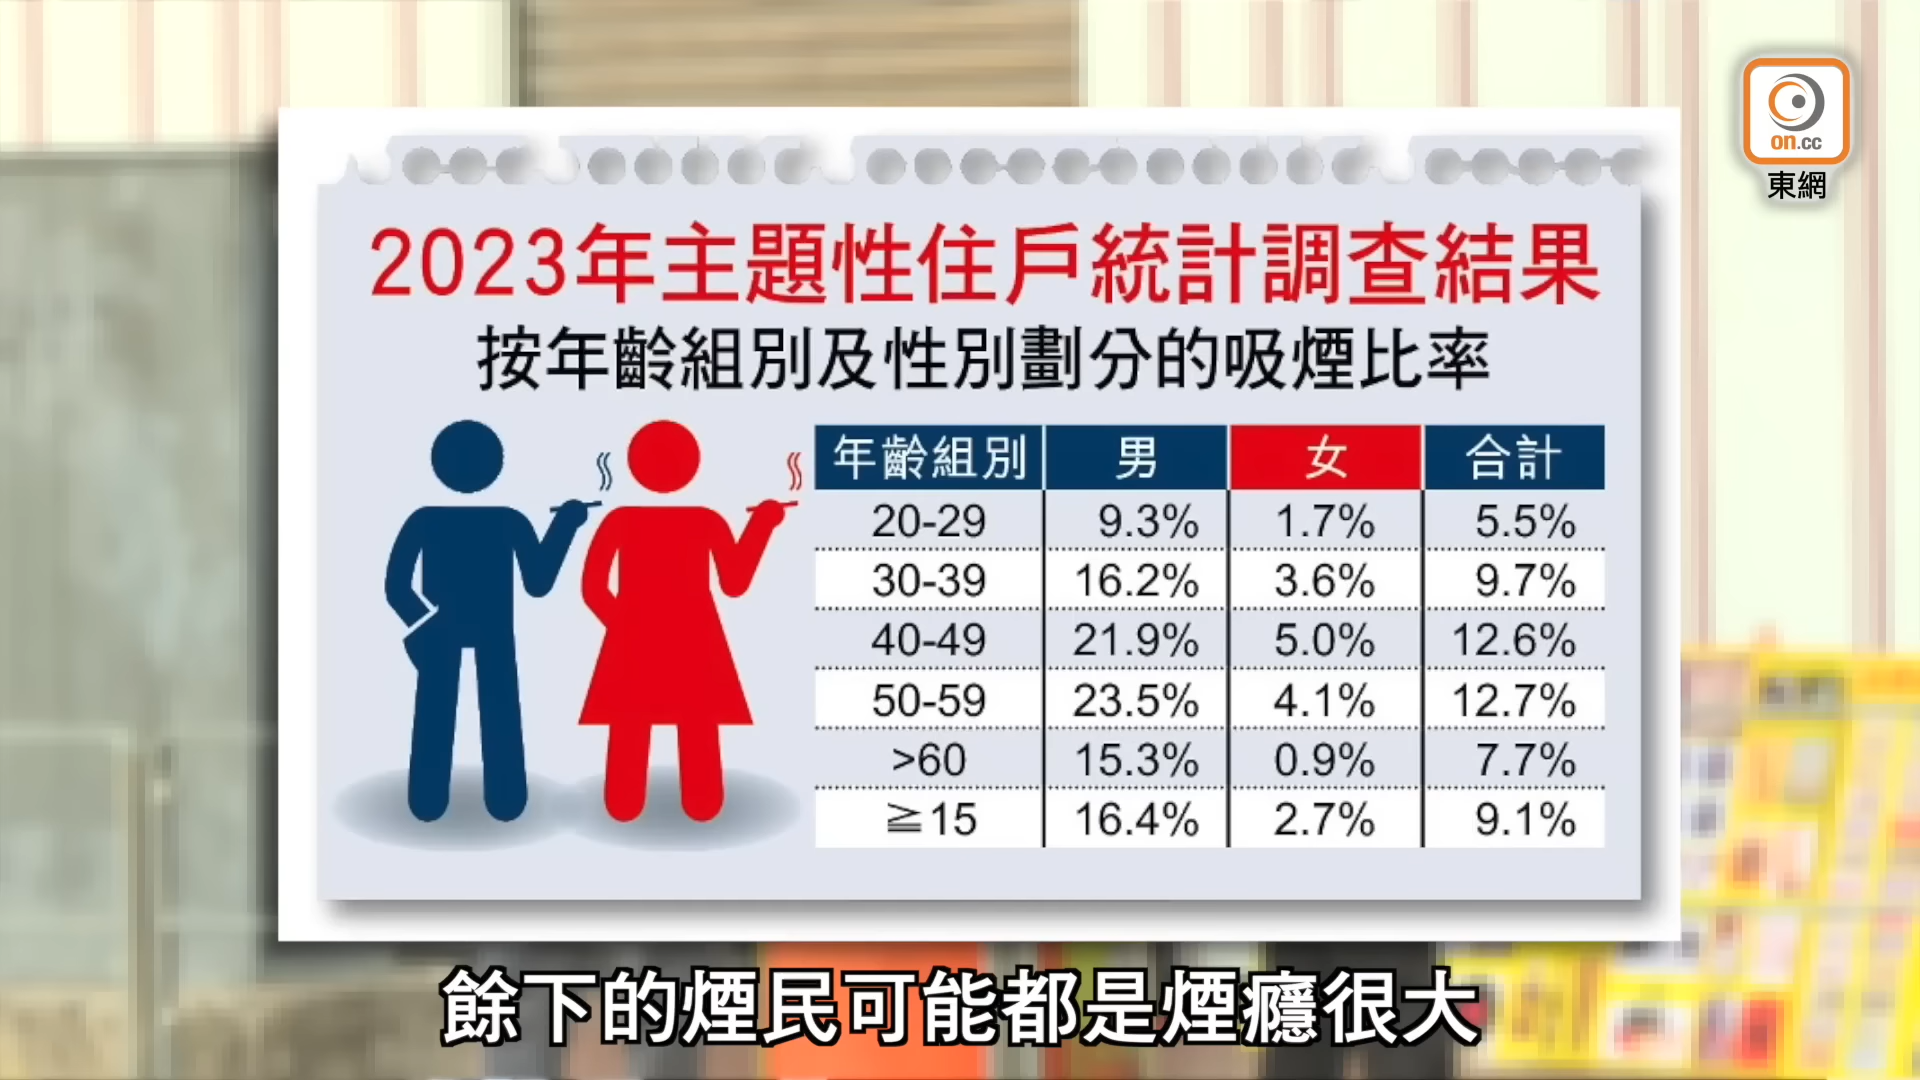 on.cc
東網
2023年主題性住戶統計調查結果
按年齡組別及性別劃分的吸煙比率
年齡組別 男 女 合計
20-29 9.3% 1.7% 5.5%
30-39 16.2% 3.6% 9.7%
40-49 21.9% 5.0% 12.6%
50-59 23.5% 4.1% 12.7%
>60 15.3% 0.9% 7.7%
≧15 16.4% 2.7% 9.1%
餘下的煙民可能都是煙癮很大